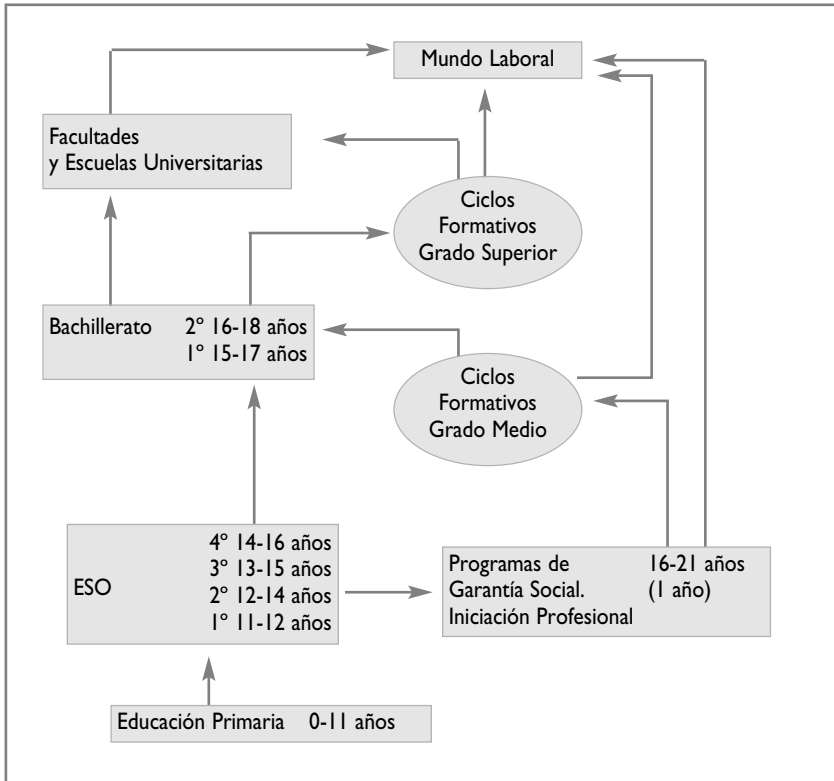 Mundo Laboral
Facultades
y Escuelas Universitarias
Ciclos
Formativos
Grado Superior
Bachillerato 2º 16-18 años
1º 15-17 años
Ciclos
Formativos
Grado Medio
ESO
4º 14-16 años
3º 13-15 años
2º 12-14 años
1º 11-12 años
Programas de 16-21 años
Garantía Social. (1 año)
Iniciación Profesional
Educación Primaria 0-11 años